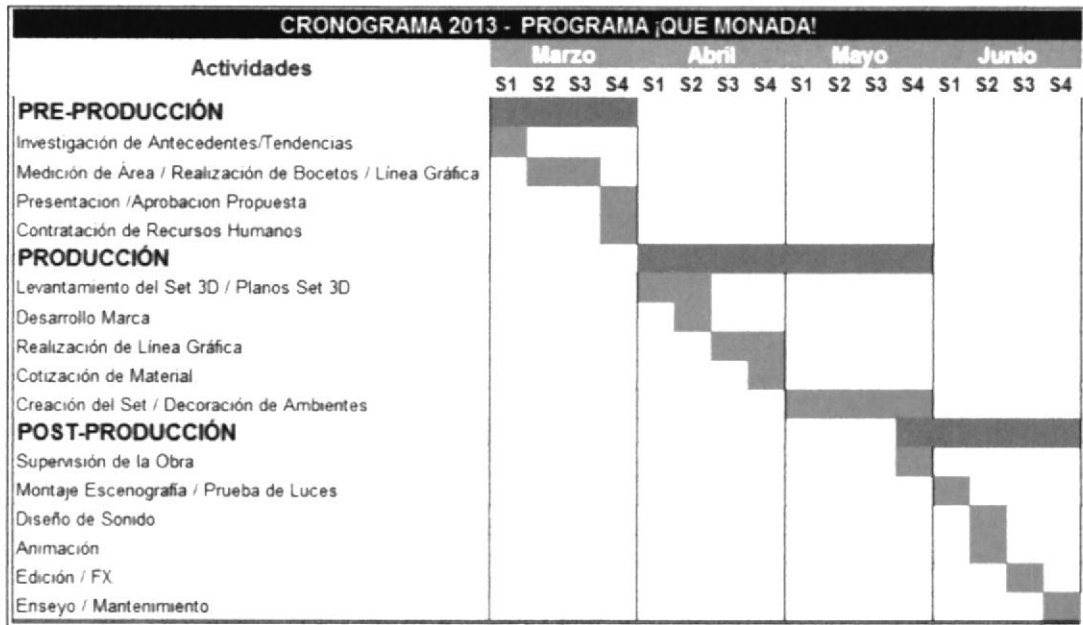 CRONOGRAMA 2013 - PROGRAMA ¡QUE MONADA!
Actividades
Marzo Abril Mayo Junio
S1 S2 S3 S4 S1 S2 S3 S4 S1 S2 S3 S4 S1 S2 S3 S4
PRE-PRODUCCIÓN
Investigación de Antecedentes/Tendencias
Medición de Área / Realización de Bocetos / Línea Gráfica
Presentacion /Aprobacion Propuesta
Contratación de Recursos Humanos
PRODUCCIÓN
Levantamiento del Set 3D / Planos Set 3D
Desarrollo Marca
Realización de Línea Gráfica
Cotización de Material
Creación del Set / Decoración de Ambientes
POST-PRODUCCIÓN
Supervisión de la Obra
Montaje Escenografía / Prueba de Luces
Diseño de Sonido
Animación
Edición / FX
Enseyo / Mantenimiento